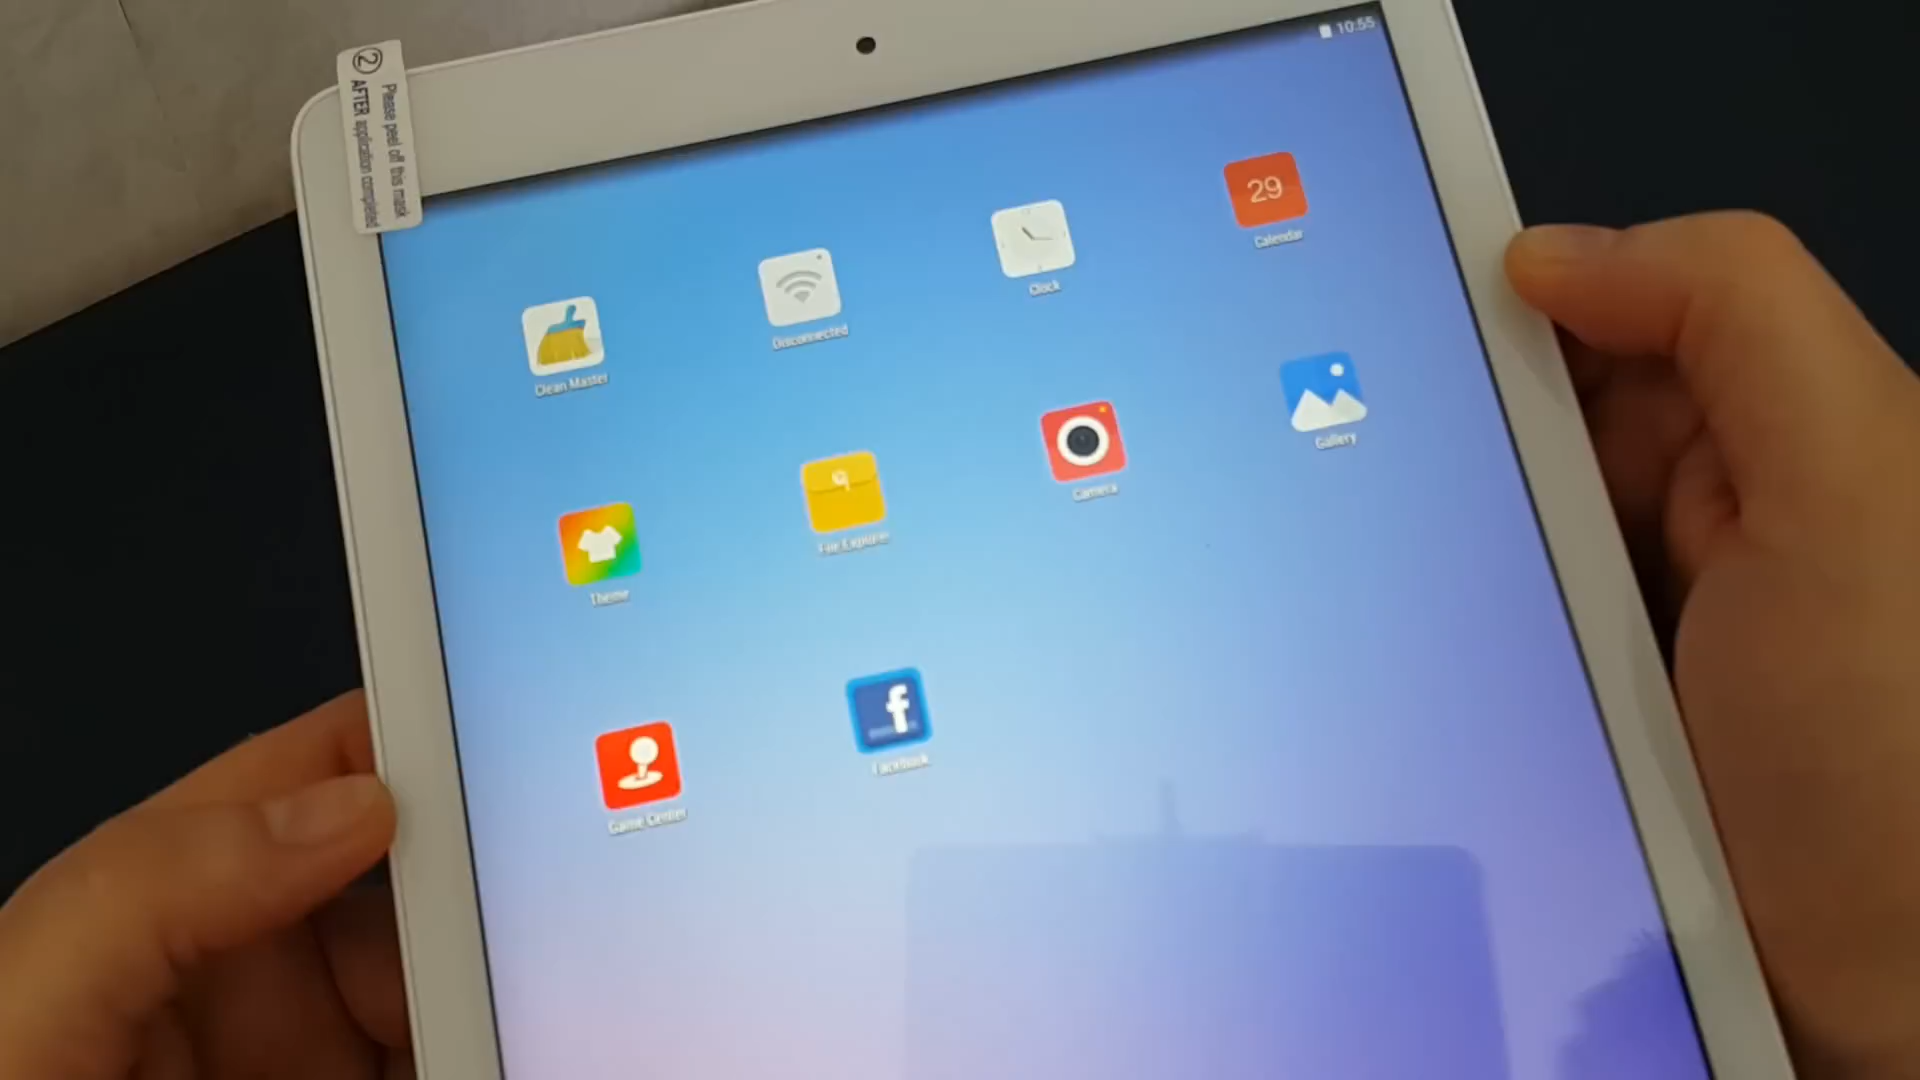 ②
Please peel off this mask
AFTER application completed
10:55
29
Calendar
Clock
Disconnected
Clean Master
Gallery
Camera
File Explorer
Theme
f
Facebook
Game Center